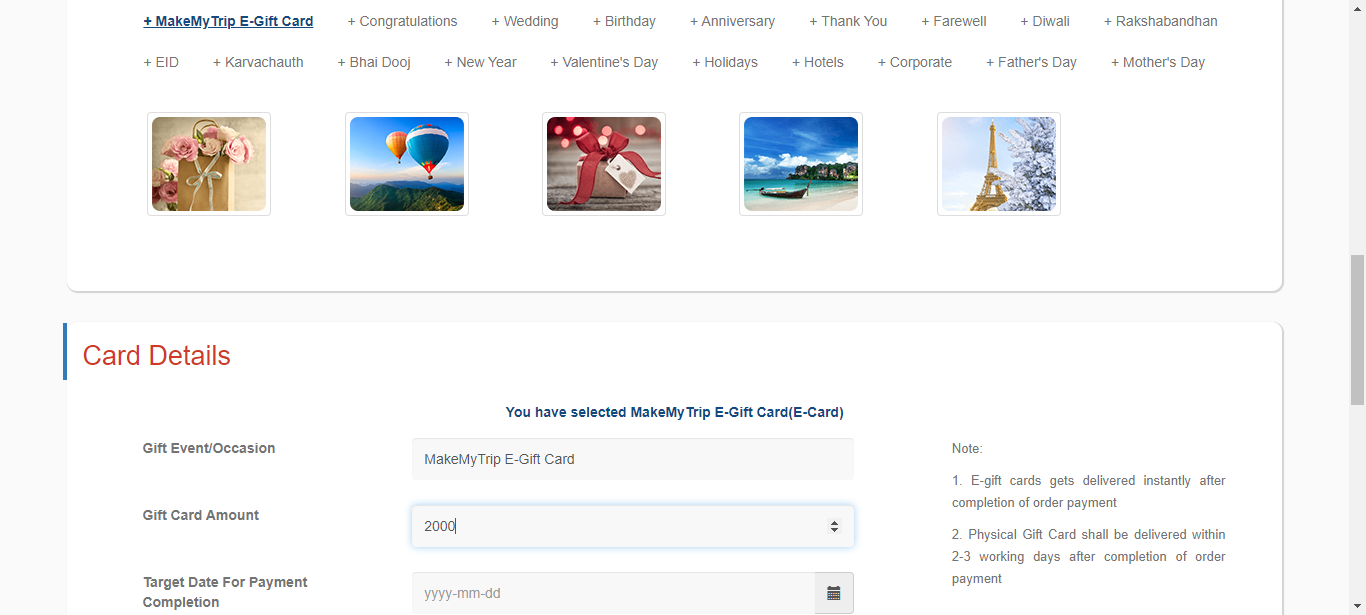 + MakeMyTrip E-Gift Card + Congratulations + Wedding + Birthday + Anniversary + Thank You + Farewell + Diwali + Rakshabandhan
+ EID + Karvachauth + Bhai Dooj + New Year + Valentine's Day + Holidays + Hotels + Corporate + Father's Day + Mother's Day
Card Details
You have selected MakeMyTrip E-Gift Card(E-Card)
Gift Event/Occasion
MakeMyTrip E-Gift Card
Gift Card Amount
2000
Target Date For Payment
Completion
yyyy-mm-dd
Note:
1. E-gift cards gets delivered instantly after
completion of order payment
2. Physical Gift Card shall be delivered within
2-3 working days after completion of order
payment